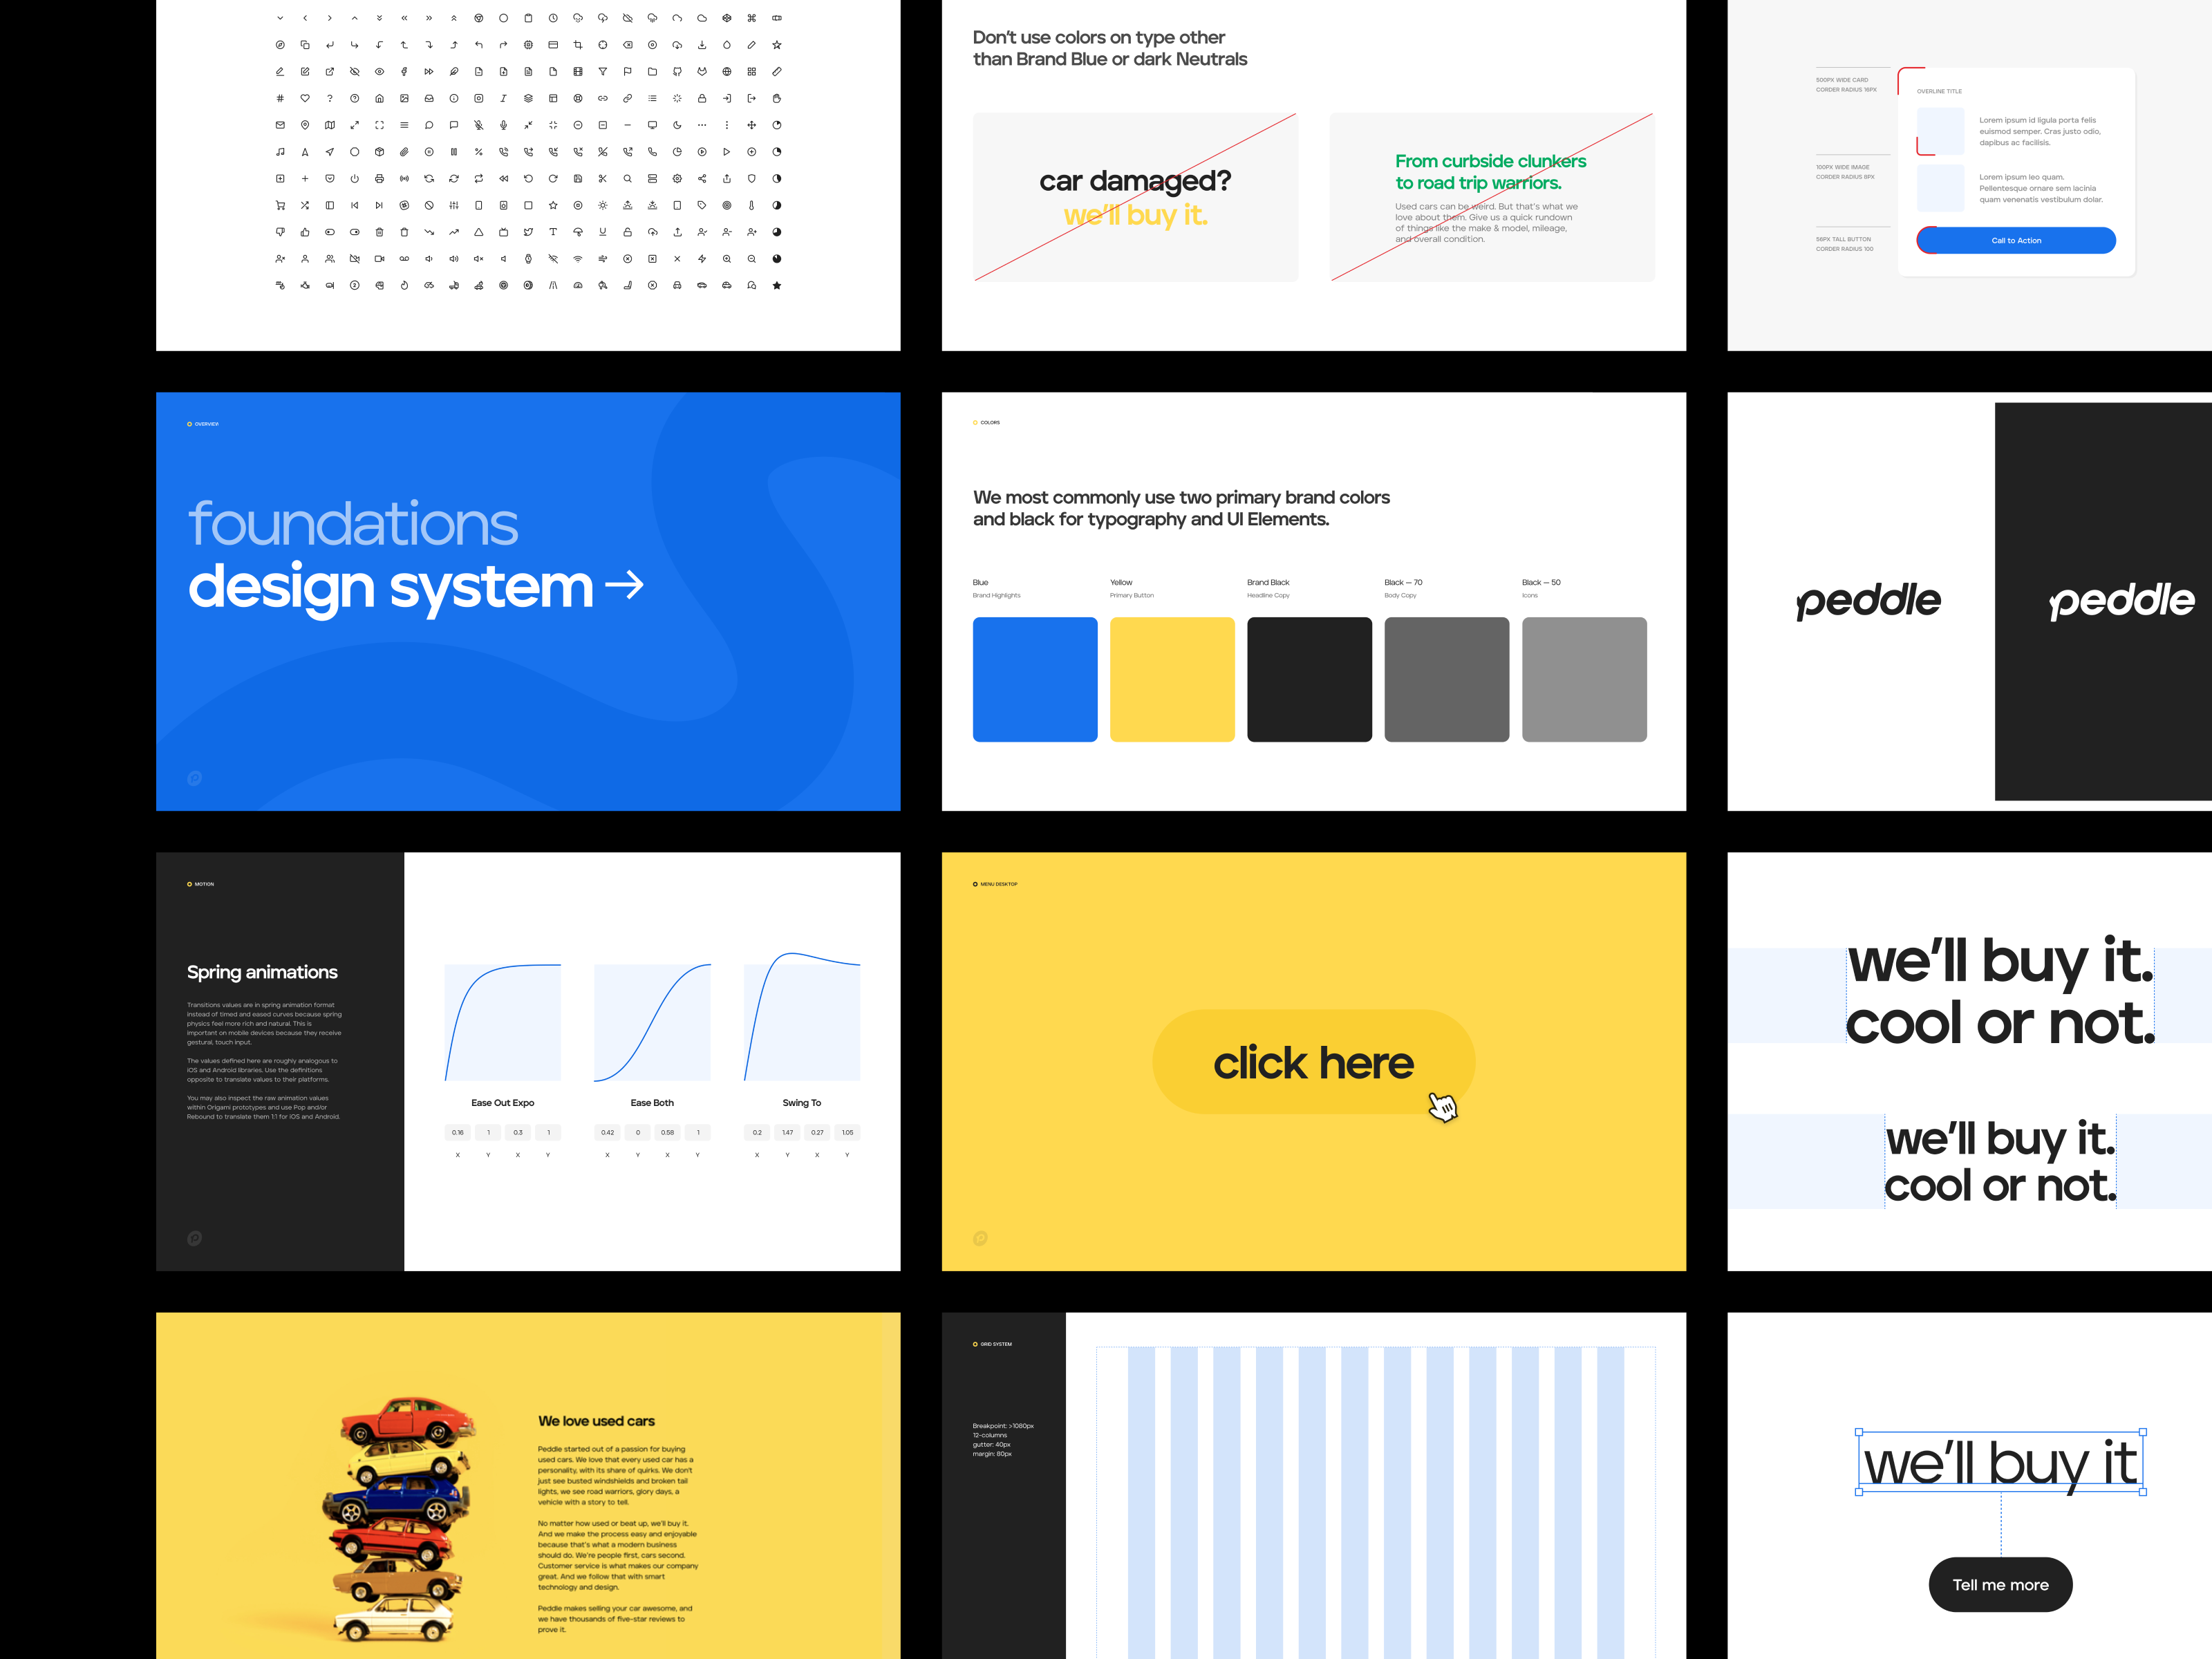 Don't use colors on type other
than Brand Blue or dark Neutrals
car damaged?
we'll buy it.
From curbside clunkers
to road trip warriors.
Used cars can be weird. But that's what we
love about them. Give us a quick rundown
of things like the make & model, mileage,
and overall condition.
500PX WIDE CARD
CORDER RADIUS 16PX
100PX WIDE IMAGE
CORDER RADIUS 8PX
56PX TALL BUTTON
CORDER RADIUS 100
OVERLINE TITLE
Lorem ipsum id ligula porta felis
euismod semper. Cras justo odio,
dapibus ac facilisis.
Lorem ipsum leo quam.
Pellentesque ornare sem lacinia
quam venenatis vestibulum dolar.
Call to Action
OVERVIEW
foundations
design system →
COLORS
We most commonly use two primary brand colors
and black for typography and UI Elements.
Blue
Brand Highlights
Yellow
Primary Button
Brand Black
Headline Copy
Black — 70
Body Copy
Black — 50
Icons
peddle
peddle
MOTION
Spring animations
Transitions values are in spring animation format
instead of timed and eased curves because spring
physics feel more rich and natural. This is
important on mobile devices because they receive
gestural, touch input.
The values defined here are roughly analogous to
iOS and Android libraries. Use the definitions
opposite to translate values to their platforms.
You may also inspect the raw animation values
within Origami prototypes and use Pop and/or
Rebound to translate them 1:1 for iOS and Android.
Ease Out Expo
0.16 1 0.3 1
X Y X Y
Ease Both
0.42 0 0.58 1
X Y X Y
Swing To
0.2 1.47 0.27 1.05
X Y X Y
MENU DESKTOP
click here
we'll buy it.
cool or not.
we'll buy it.
cool or not.
We love used cars
Peddle started out of a passion for buying
used cars. We love that every used car has a
personality, with its share of quirks. We don't
just see busted windshields and broken tail
lights, we see road warriors, glory days, a
vehicle with a story to tell.
No matter how used or beat up, we'll buy it.
And we make the process easy and enjoyable
because that's what a modern business
should do. We're people first, cars second.
Customer service is what makes our company
great. And we follow that with smart
technology and design.
Peddle makes selling your car awesome, and
we have thousands of five-star reviews to
prove it.
GRID SYSTEM
Breakpoint: >1080px
12-columns
gutter: 40px
margin: 80px
we'll buy it
Tell me more